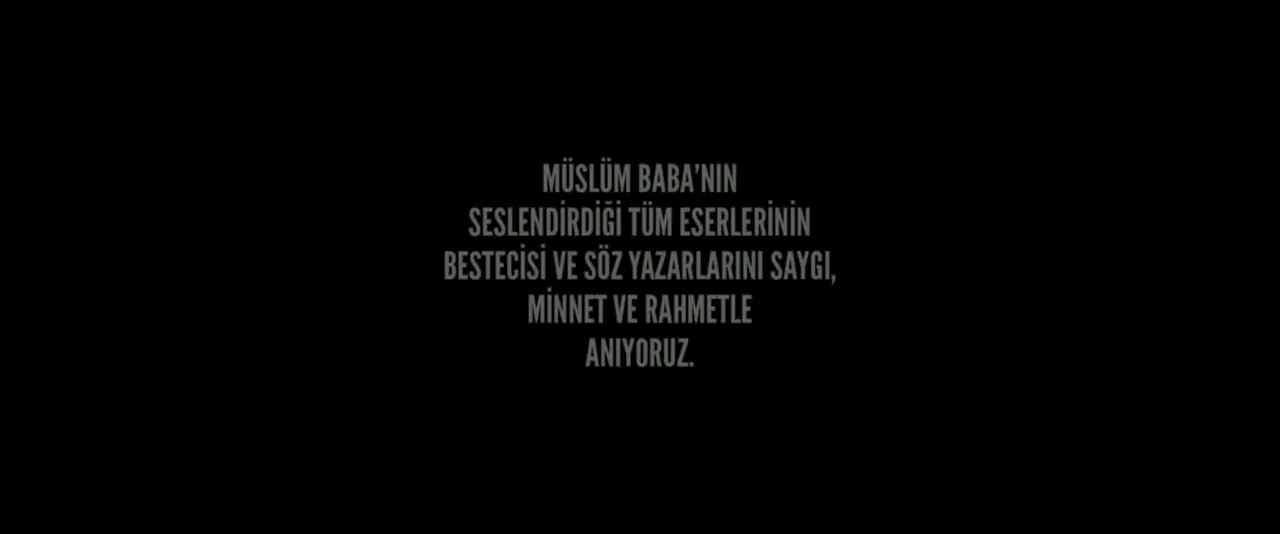 MÜSLÜM BABA'NIN
SESLENDİRDİĞİ TÜM ESERLERİNİN
BESTECİSİ VE SÖZ YAZARLARINI SAYGI,
MİNNET VE RAHMETLE
ANIYORUZ.